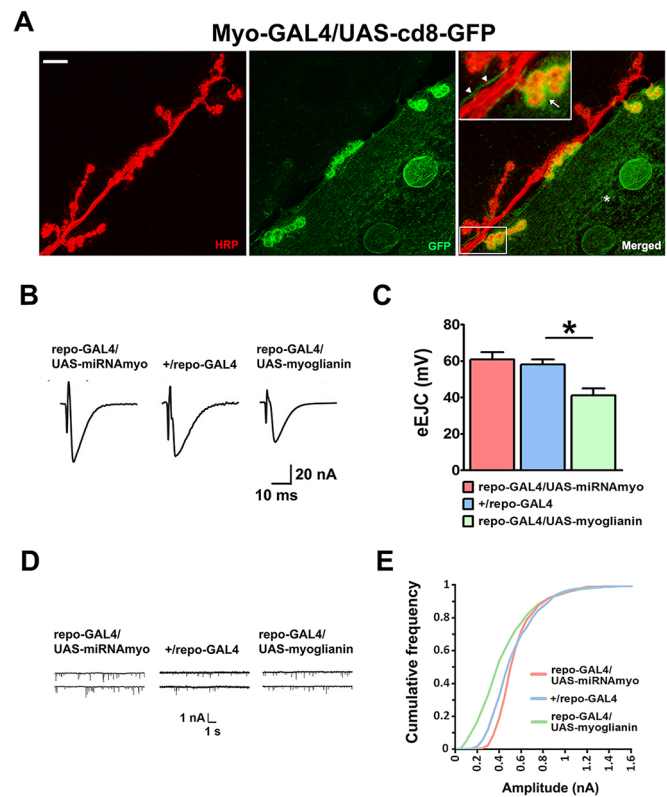 A
Myo-GAL4/UAS-cd8-GFP
HRP
GFP
*
Merged
B
repo-GAL4/
UAS-miRNAmyo
+/repo-GAL4
repo-GAL4/
UAS-myoglianin
20 nA
10 ms
C
80
60
40
20
0
eEJC (mV)
*
repo-GAL4/UAS-miRNAmyo
+/repo-GAL4
repo-GAL4/UAS-myoglianin
D
repo-GAL4/
UAS-miRNAmyo
+/repo-GAL4
repo-GAL4/
UAS-myoglianin
1 nA
1 s
E
Cumulative frequency
1
0.8
0.6
0.4
0.2
0
repo-GAL4/
UAS-miRNAmyo
+/repo-GAL4
repo-GAL4/
UAS-myoglianin
0 0.2 0.4 0.6 0.8 1 1.2 1.4 1.6
Amplitude (nA)